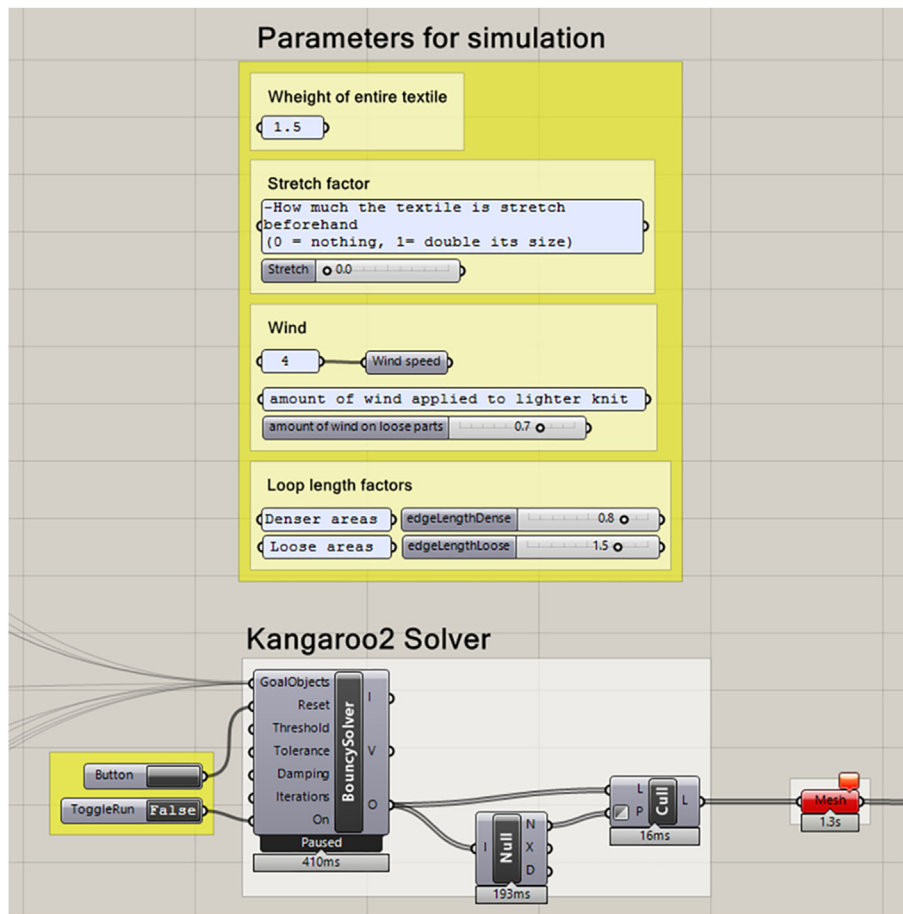 Parameters for simulation
Wheight of entire textile
1.5
Stretch factor
-How much the textile is stretch
beforehand
(0 = nothing, 1= double its size)
Stretch 0.0
Wind
4 Wind speed
amount of wind applied to lighter knit
amount of wind on loose parts 0.7
Loop length factors
Denser areas edgeLengthDense 0.8
Loose areas edgeLengthLoose 1.5
Kangaroo2 Solver
GoalObjects
Reset
Threshold
Tolerance
Damping
Iterations
On
BouncySolver
I
V
O
Paused
410ms
Button
ToggleRun False
I
Null
N
X
D
193ms
L
P
Cull
L
16ms
Mesh
1.3s